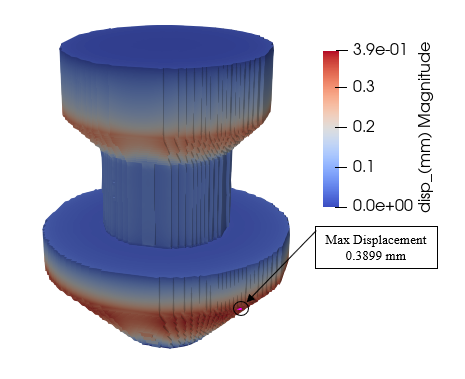 3.9e-01
0.3
0.2
0.1
0.0e+00
disp_(mm) Magnitude
Max Displacement
0.3899 mm